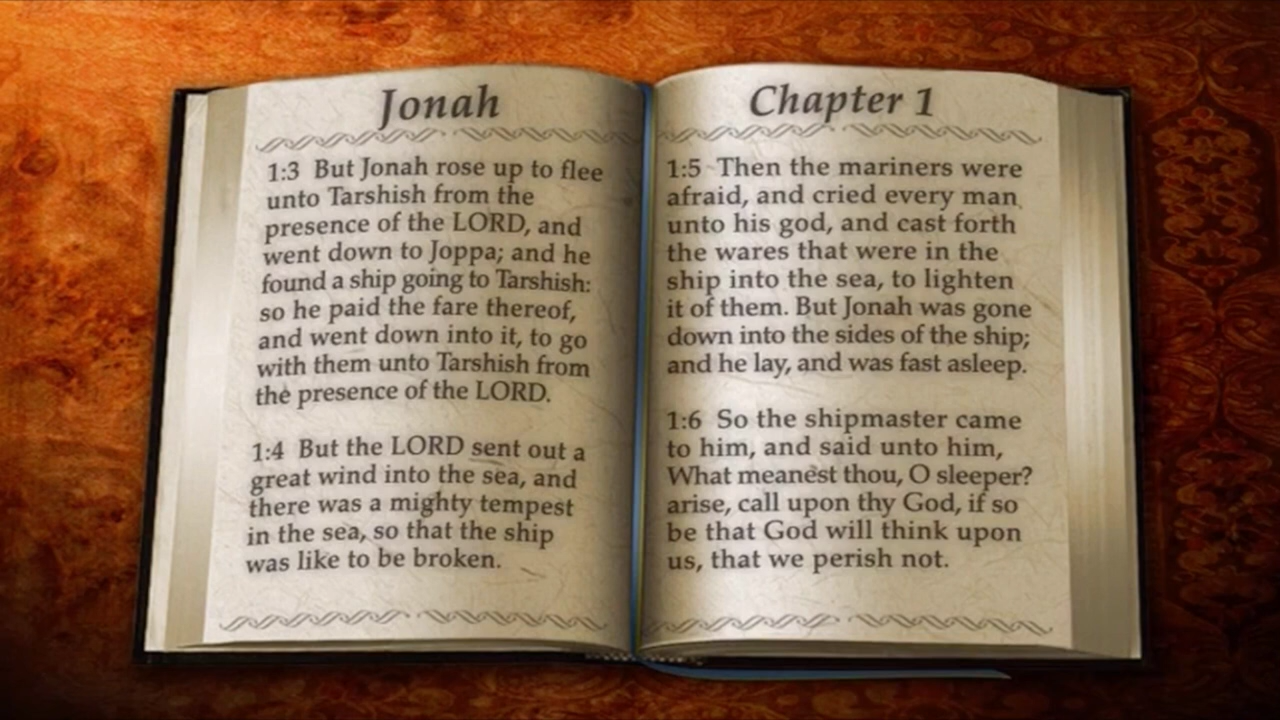 Jonah
1:3 But Jonah rose up to flee
unto Tarshish from the
presence of the LORD, and
went down to Joppa; and he
found a ship going to Tarshish:
so he paid the fare thereof,
and went down into it, to go
with them unto Tarshish from
the presence of the LORD.
1:4 But the LORD sent out a
great wind into the sea, and
there was a mighty tempest
in the sea, so that the ship
was like to be broken.
Chapter 1
1:5 Then the mariners were
afraid, and cried every man
unto his god, and cast forth
the wares that were in the
ship into the sea, to lighten
it of them. But Jonah was gone
down into the sides of the ship;
and he lay, and was fast asleep.
1:6 So the shipmaster came
to him, and said unto him,
What meanest thou, O sleeper?
arise, call upon thy God, if so
be that God will think upon
us, that we perish not.